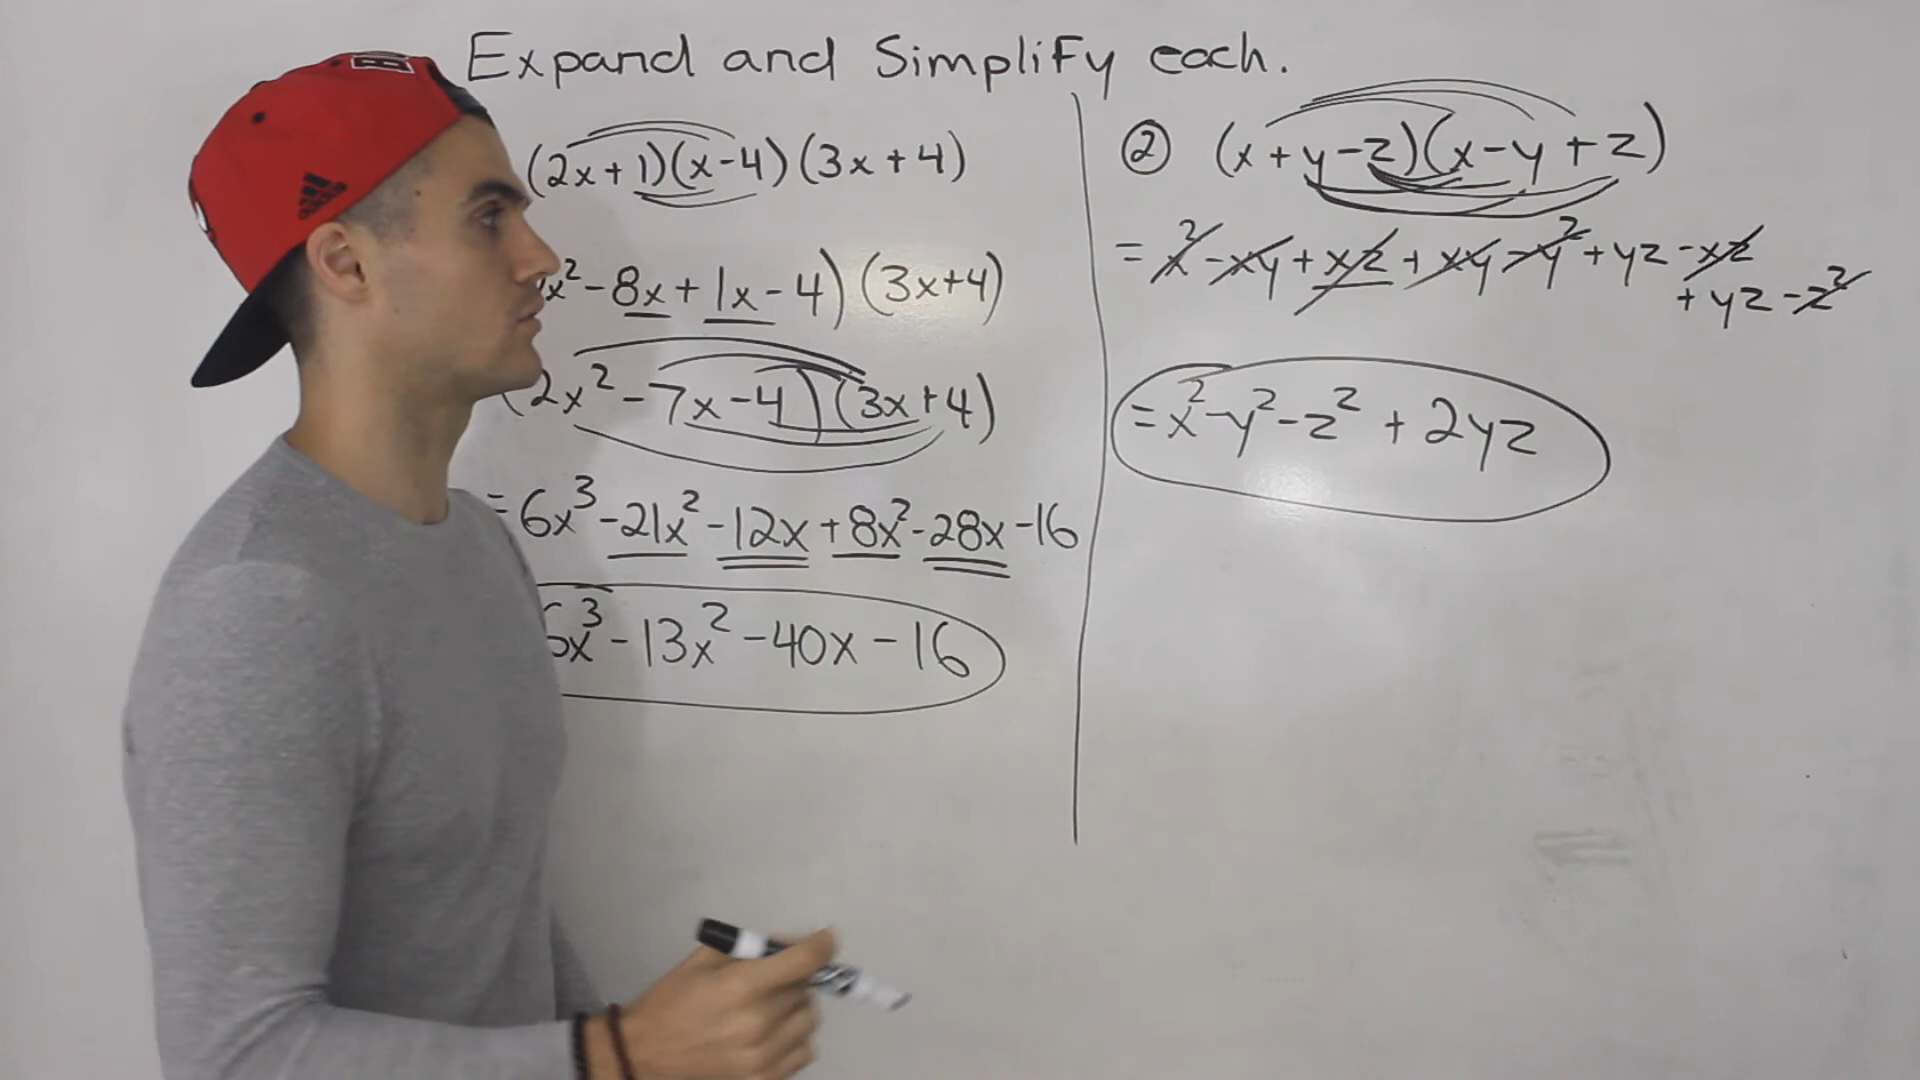 Expand and Simplify each.
(2x+1)(x-4)(3x+4)
x²-8x+1x-4)(3x+4)
(2x²-7x-4)(3x+4)
=6x³-21x²-12x+8x²-28x-16
6x³-13x²-40x-16
② (x+y-z)(x-y+z)
=x²-xy+xz+xy-y²+yz-xz
+yz-z²
=x²-y²-z²+2yz